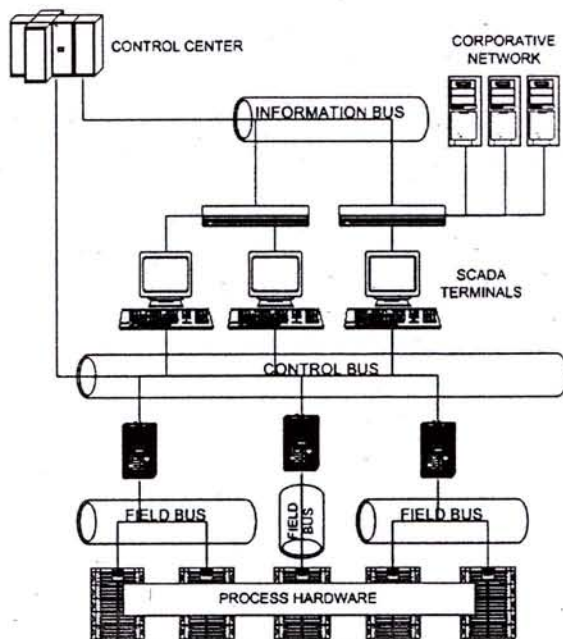 CONTROL CENTER
CORPORATIVE
NETWORK
INFORMATION BUS
SCADA
TERMINALS
CONTROL BUS
FIELD BUS
FIELD
BUS
FIELD BUS
PROCESS HARDWARE